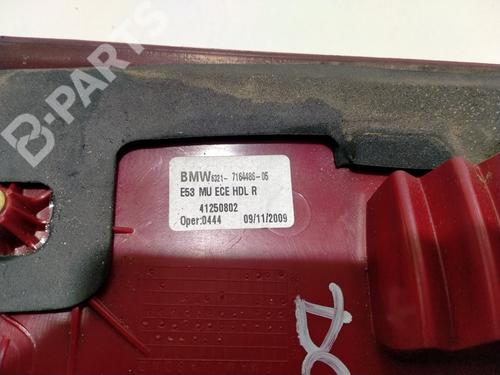 BMW 6321- 7164486-05
E53 MU ECE HDL R
41250802
Oper:0444 09/11/2009
R
B-PARTS